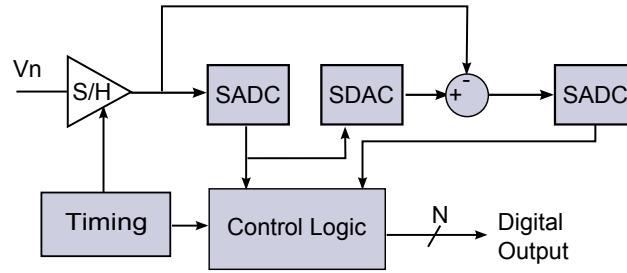 Vn
S/H
SADC
SDAC
+
-
SADC
Timing
Control Logic
N
Digital
Output